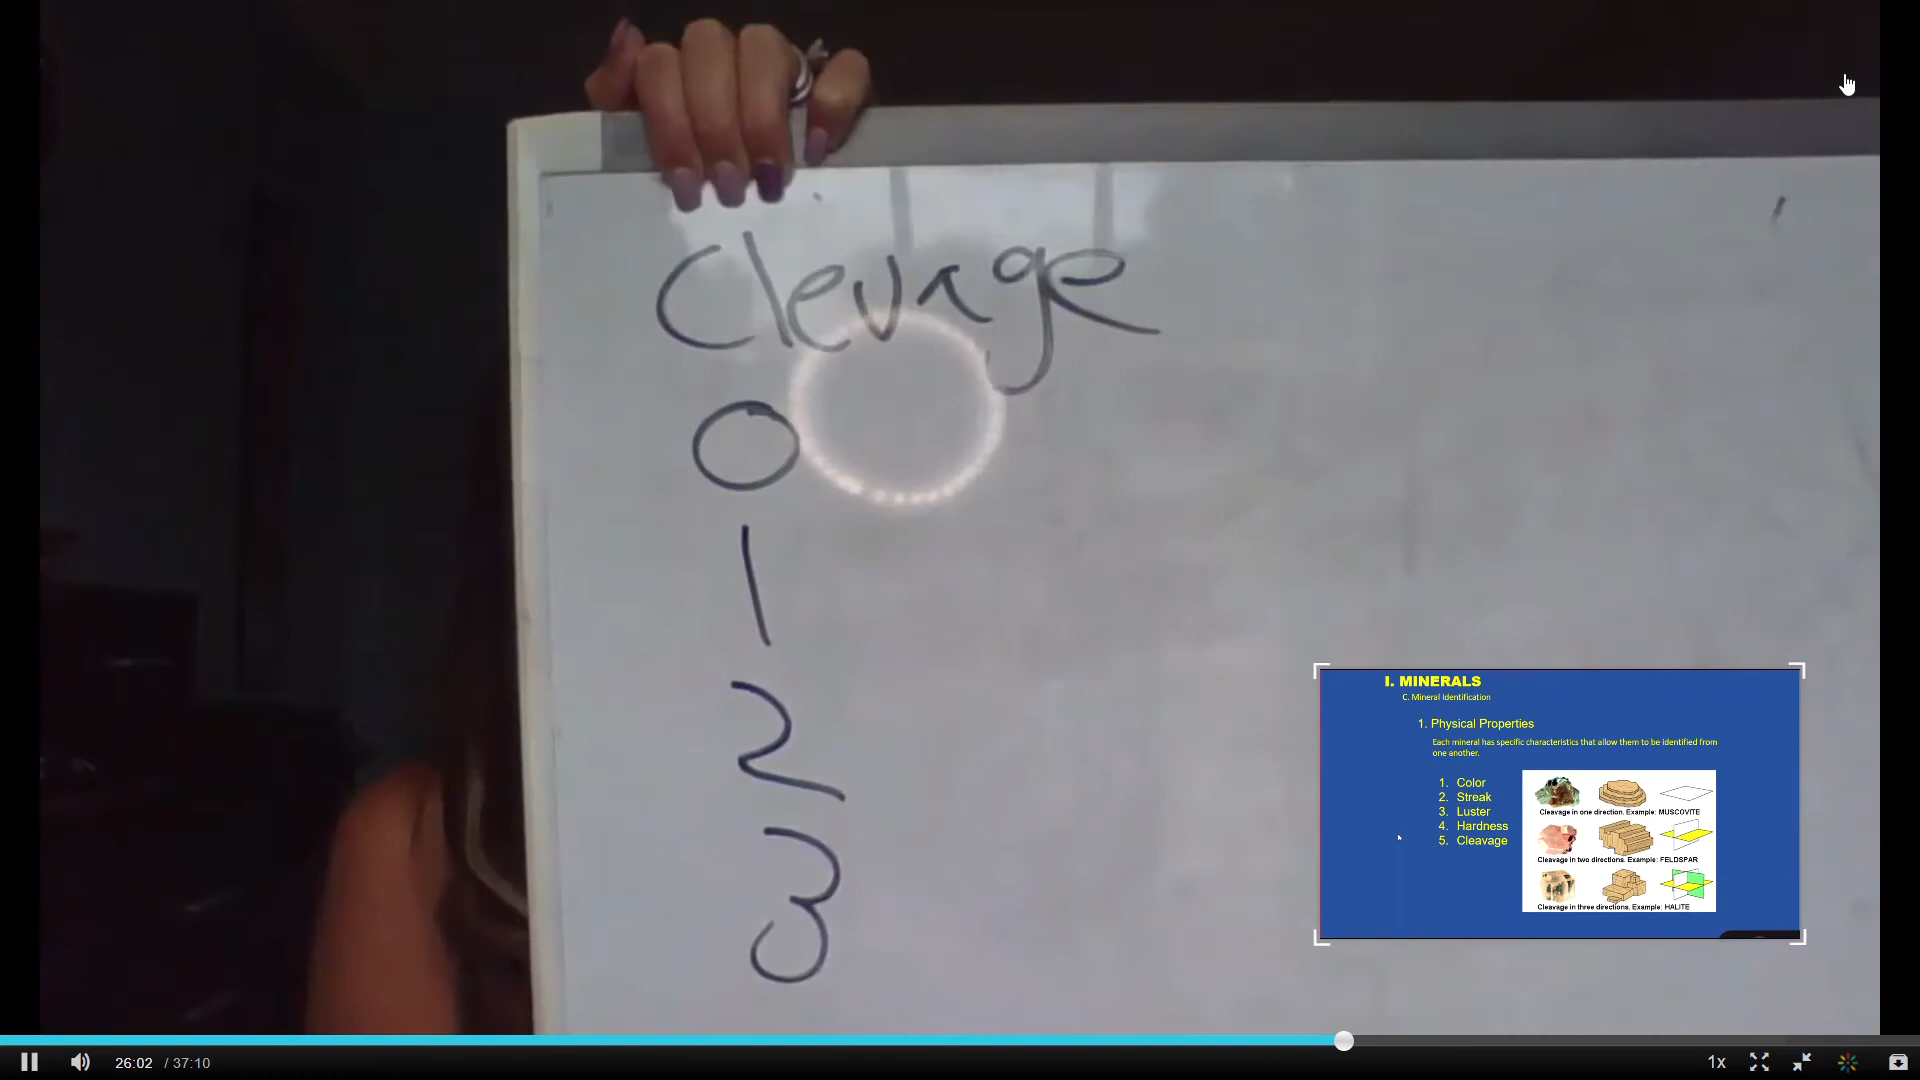 Clevage
0
1
2
3
I. MINERALS
C. Mineral Identification
1. Physical Properties
Each mineral has specific characteristics that allow them to be identified from
one another.
1. Color
2. Streak
3. Luster
4. Hardness
5. Cleavage
Cleavage in one direction. Example: MUSCOVITE
Cleavage in two directions. Example: FELDSPAR
Cleavage in three directions. Example: HALITE
26:02 / 37:10
1x